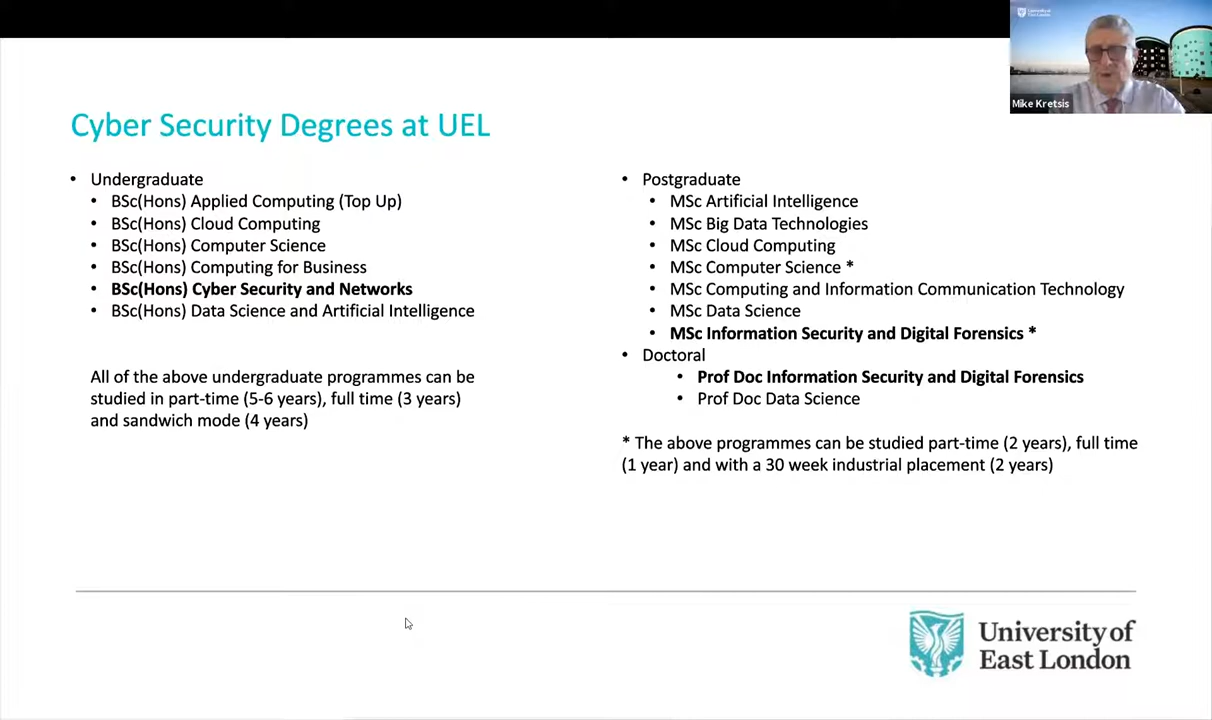 University of
East London
Mike Kretsis
Cyber Security Degrees at UEL
• Undergraduate
• BSc(Hons) Applied Computing (Top Up)
• BSc(Hons) Cloud Computing
• BSc(Hons) Computer Science
• BSc(Hons) Computing for Business
• BSc(Hons) Cyber Security and Networks
• BSc(Hons) Data Science and Artificial Intelligence
All of the above undergraduate programmes can be
studied in part-time (5-6 years), full time (3 years)
and sandwich mode (4 years)
• Postgraduate
• MSc Artificial Intelligence
• MSc Big Data Technologies
• MSc Cloud Computing
• MSc Computer Science *
• MSc Computing and Information Communication Technology
• MSc Data Science
• MSc Information Security and Digital Forensics *
• Doctoral
• Prof Doc Information Security and Digital Forensics
• Prof Doc Data Science
* The above programmes can be studied part-time (2 years), full time
(1 year) and with a 30 week industrial placement (2 years)
University of
East London